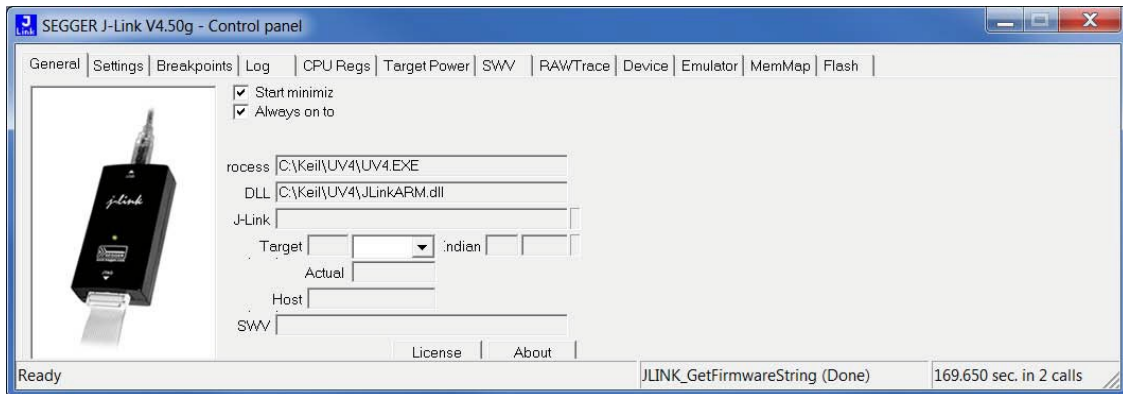 SEGGER J-Link V4.50g - Control panel
General Settings Breakpoints Log CPU Regs Target Power SWV RAWTrace Device Emulator MemMap Flash
Start minimiz
Always on to
rocess C:\Keil\UV4\UV4.EXE
DLL C:\Keil\UV4\JLinkARM.dll
J-Link
Target ndian
Actual
Host
SWV
License About
j-link
Ready JLINK_GetFirmwareString (Done) 169.650 sec. in 2 calls